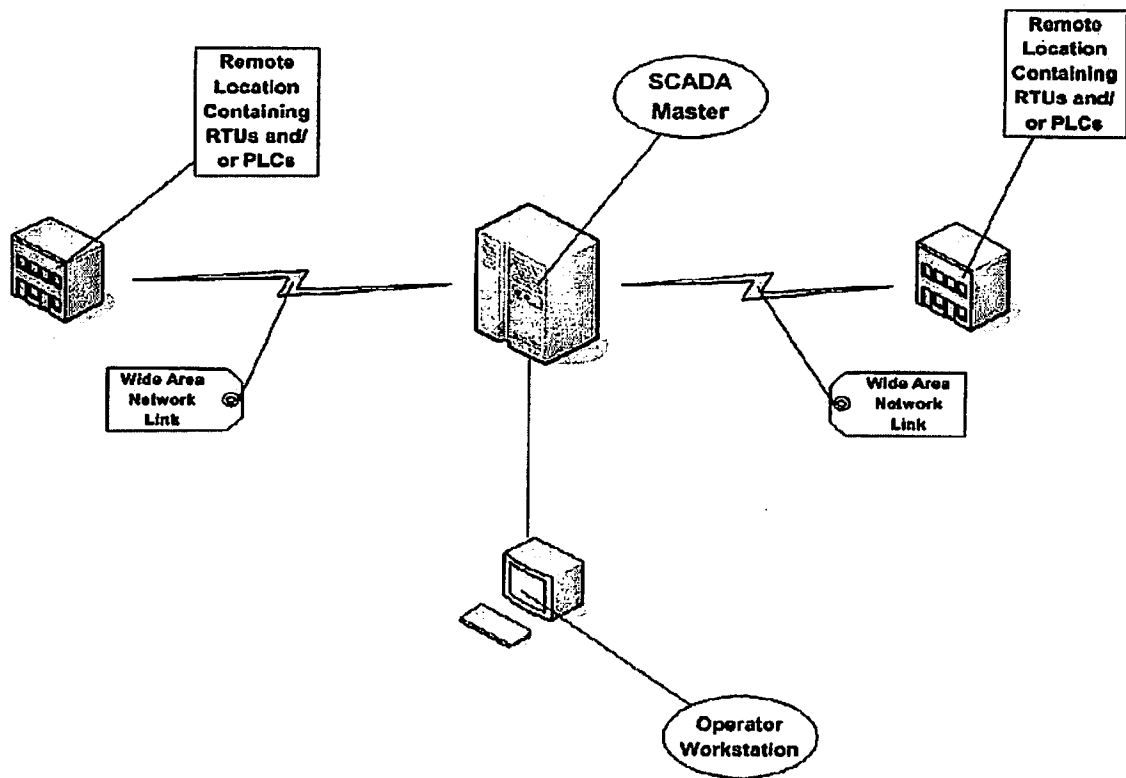 Remote
Location
Containing
RTUs and/
or PLCs
SCADA
Master
Remote
Location
Containing
RTUs and/
or PLCs
Wide Area
Network
Link
Wide Area
Network
Link
Operator
Workstation